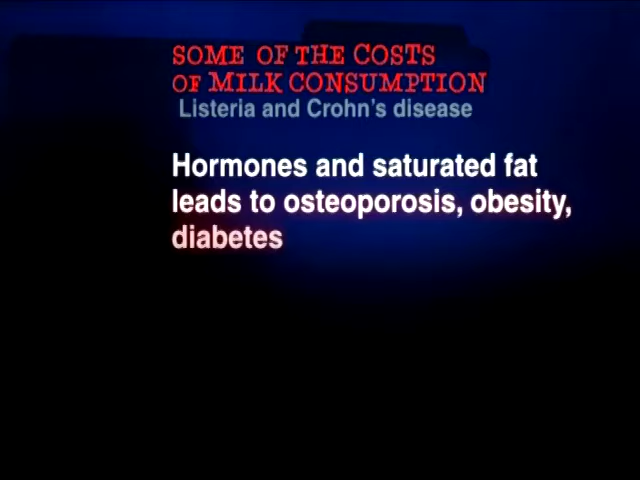 SOME OF THE COSTS
OF MILK CONSUMPTION
Listeria and Crohn's disease
Hormones and saturated fat
leads to osteoporosis, obesity,
diabetes